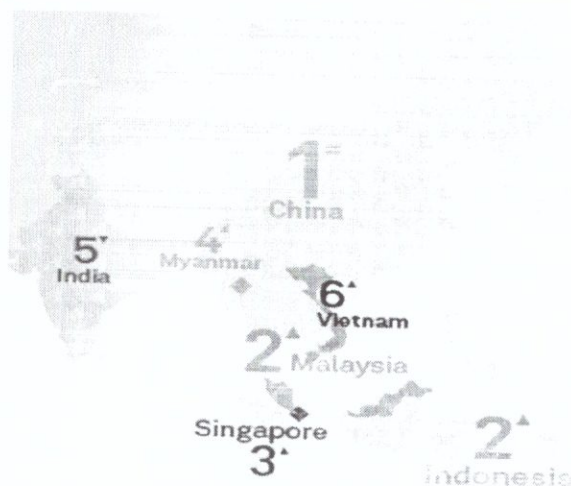 1=
China
5▼
India
4
Myanmar
6▲
Vietnam
2▲
Malaysia
Singapore
3▲
2▲
Indonesia